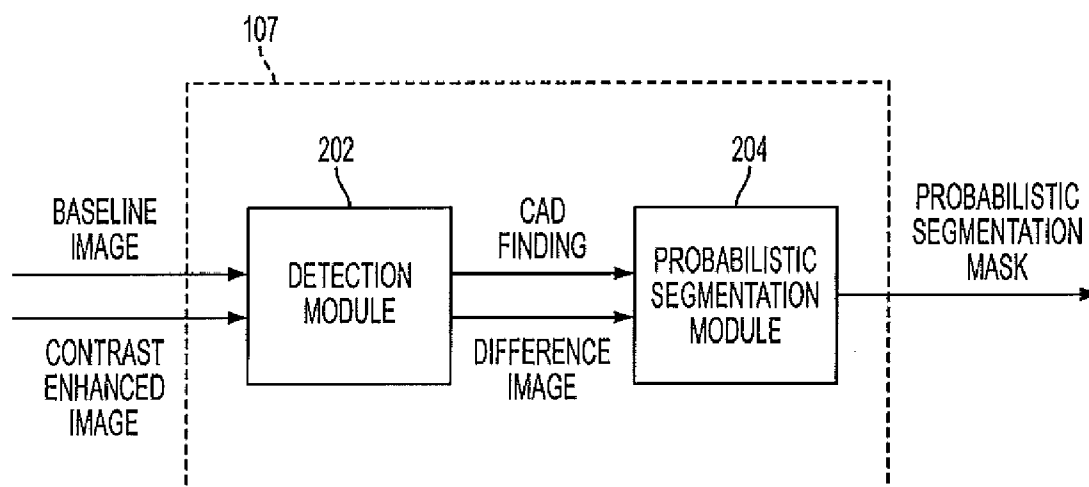 107
202
204
BASELINE
IMAGE
CONTRAST
ENHANCED
IMAGE
DETECTION
MODULE
CAD
FINDING
DIFFERENCE
IMAGE
PROBABILISTIC
SEGMENTATION
MODULE
PROBABILISTIC
SEGMENTATION
MASK